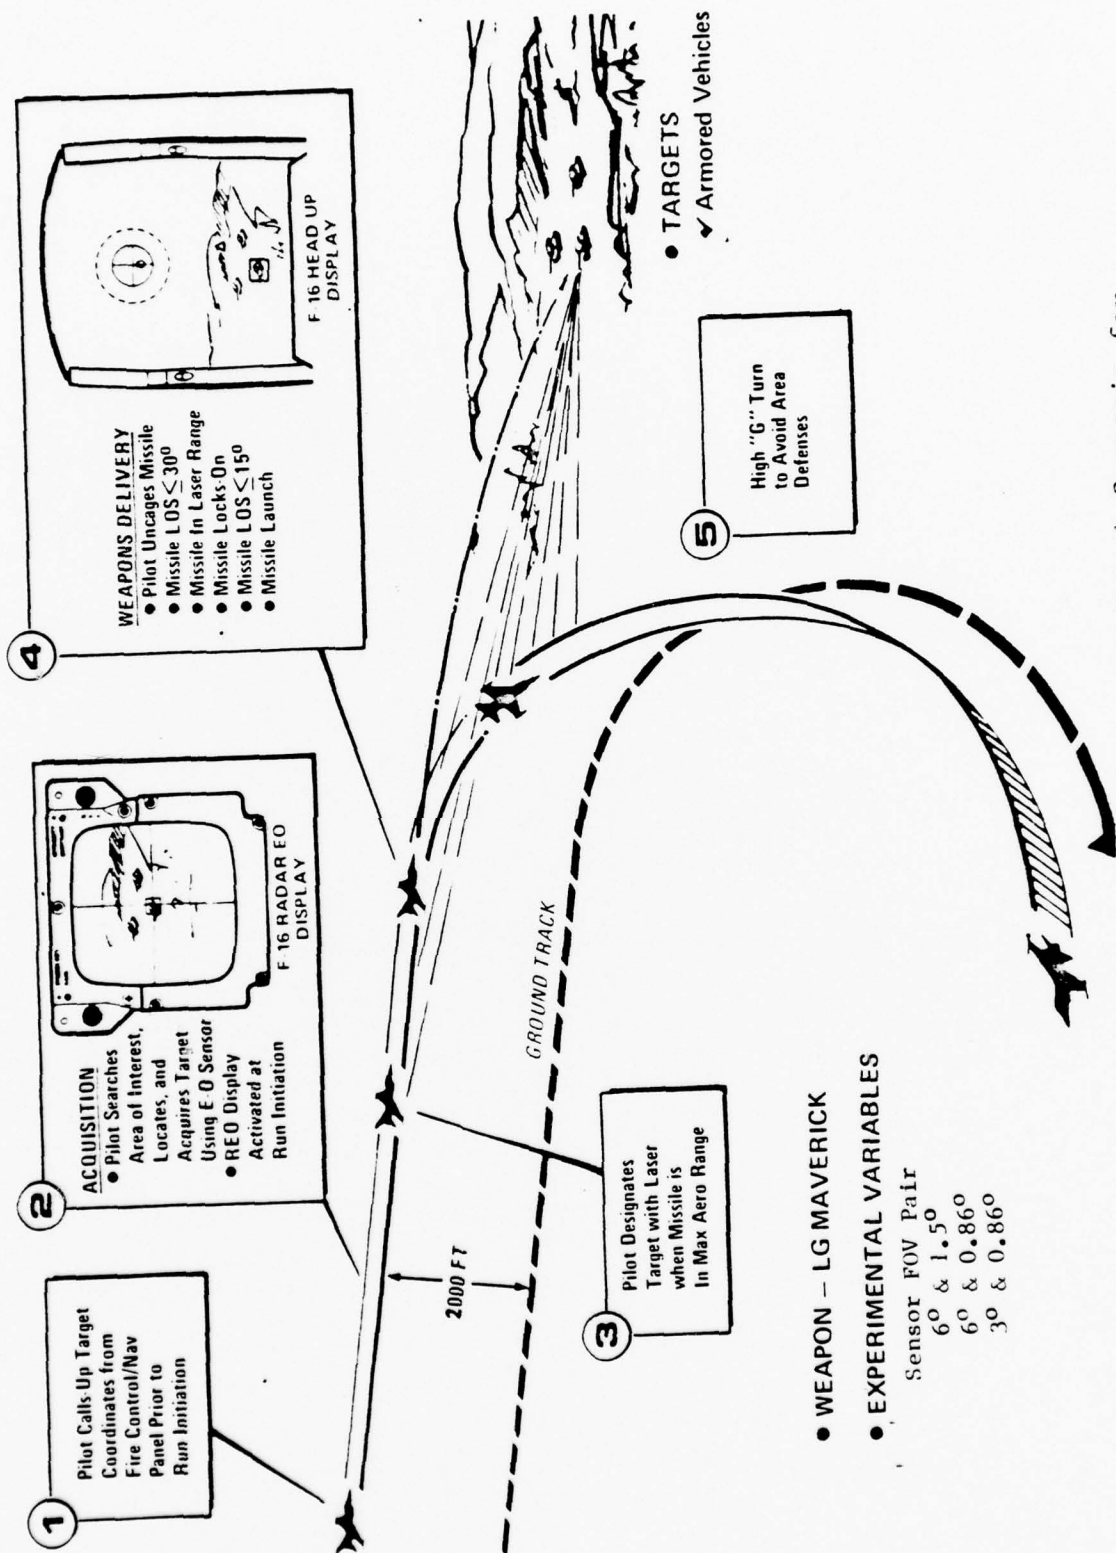 1
Pilot Calls-Up Target
Coordinates from
Fire Control/Nav
Panel Prior to
Run Initiation
2
ACQUISITION
• Pilot Searches
Area of Interest,
Locates, and
Acquires Target
Using E-O Sensor
• REO Display
Activated at
Run Initiation
F-16 RADAR EO
DISPLAY
4
WEAPONS DELIVERY
• Pilot Uncages Missile
• Missile LOS ≤ 30°
• Missile In Laser Range
• Missile Locks-On
• Missile LOS ≤ 15°
• Missile Launch
F-16 HEAD UP
DISPLAY
2000 FT
GROUND TRACK
3
Pilot Designates
Target with Laser
when Missile is
In Max Aero Range
5
High "G" Turn
to Avoid Area
Defenses
• TARGETS
✓ Armored Vehicles
• WEAPON – LG MAVERICK
• EXPERIMENTAL VARIABLES
Sensor FOV Pair
6° & 1.5°
6° & 0.86°
3° & 0.86°